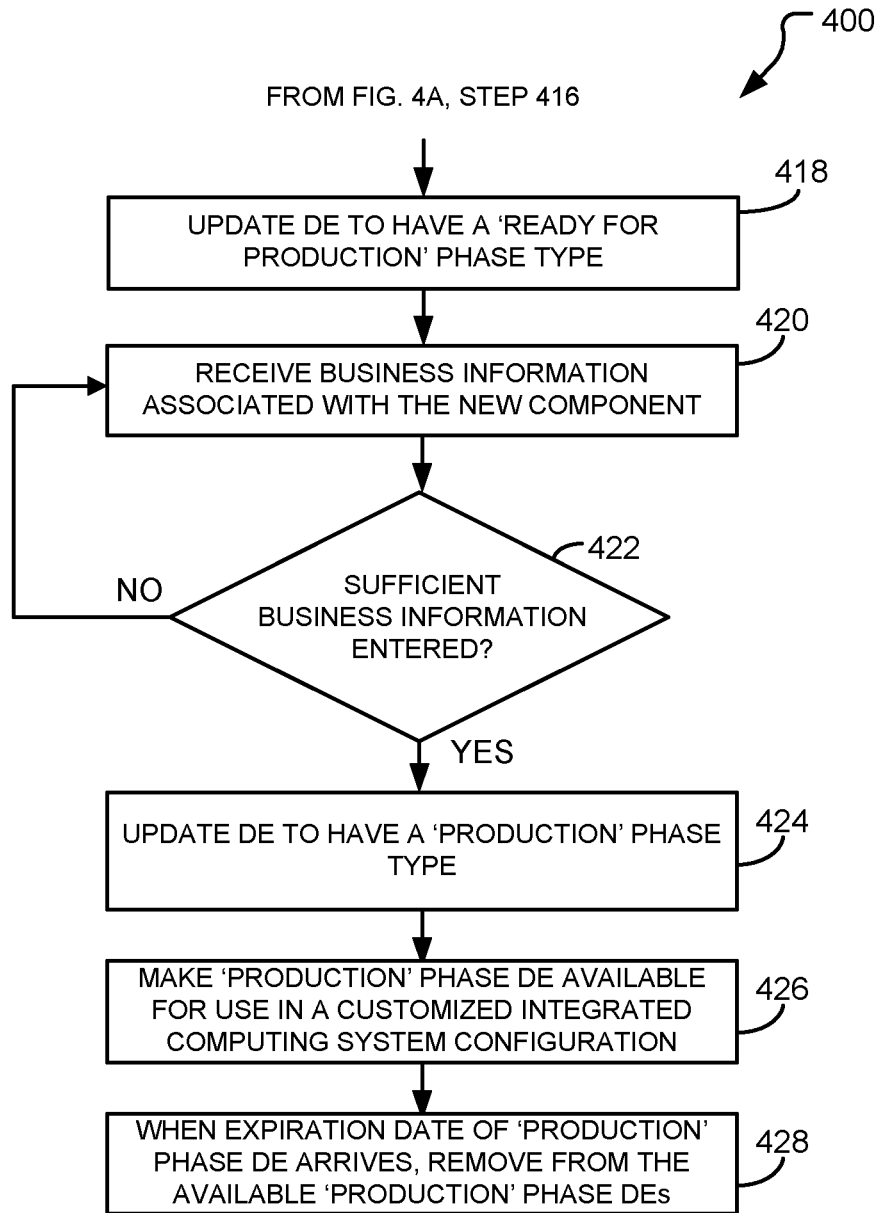 400
FROM FIG. 4A, STEP 416
418
UPDATE DE TO HAVE A ‘READY FOR
PRODUCTION’ PHASE TYPE
420
RECEIVE BUSINESS INFORMATION
ASSOCIATED WITH THE NEW COMPONENT
422
NO
SUFFICIENT
BUSINESS INFORMATION
ENTERED?
YES
424
UPDATE DE TO HAVE A ‘PRODUCTION’ PHASE
TYPE
426
MAKE ‘PRODUCTION’ PHASE DE AVAILABLE
FOR USE IN A CUSTOMIZED INTEGRATED
COMPUTING SYSTEM CONFIGURATION
428
WHEN EXPIRATION DATE OF ‘PRODUCTION’
PHASE DE ARRIVES, REMOVE FROM THE
AVAILABLE ‘PRODUCTION’ PHASE DEs